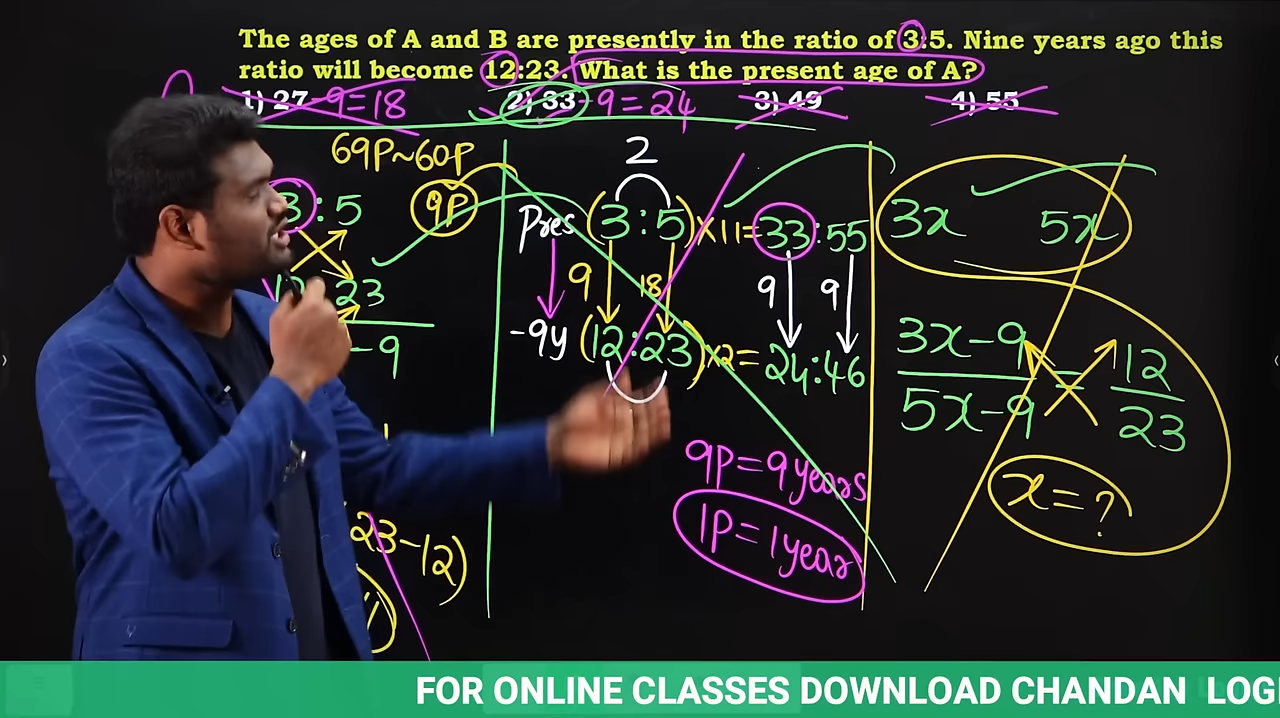 The ages of A and B are presently in the ratio of 3:5. Nine years ago this
ratio will become 12:23. What is the present age of A?
1) 27-9=18 2) 33-9=24 3) 49 4) 55
69P~60P
9P
3:5
23
-9
23-12)
2
Pres (3:5)×11=33:55
9 18 9 9
-9y (12:23)×2=24:46
9P=9years
1P=1year
3x 5x
3x-9 = 12
5x-9 23
x=?
FOR ONLINE CLASSES DOWNLOAD CHANDAN LOGI